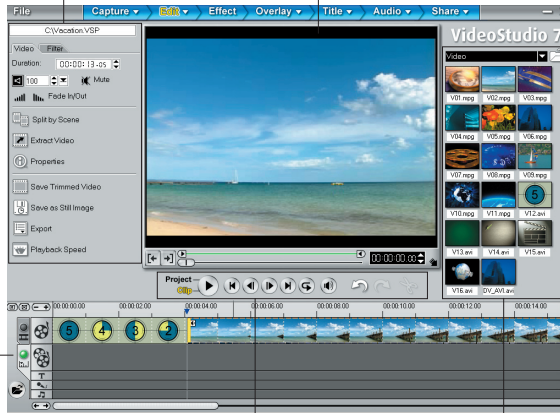 File Capture Edit Effect Overlay Title Audio Share
C:\Vacation.VSP
VideoStudio 7
Video Filter
Video
Duration: 00:00:13.05
100 Mute
Fade In/Out
Split by Scene
Extract Video
Properties
Save Trimmed Video
Save as Still Image
Export
Playback Speed
00:00:00.00
Project
Clip
V01.mpg V02.mpg V03.mpg
V04.mpg V05.mpg V06.mpg
V07.mpg V08.mpg V09.mpg
V10.mpg V11.mpg V12.avi
5
V13.avi V14.avi V15.avi
V16.avi DV_AVI.avi
00:00:00.00 00:00:02.00 00:00:04.00 00:00:06.00 00:00:08.00 00:00:10.00 00:00:12.00 00:00:14.00
5 4 3 2
T